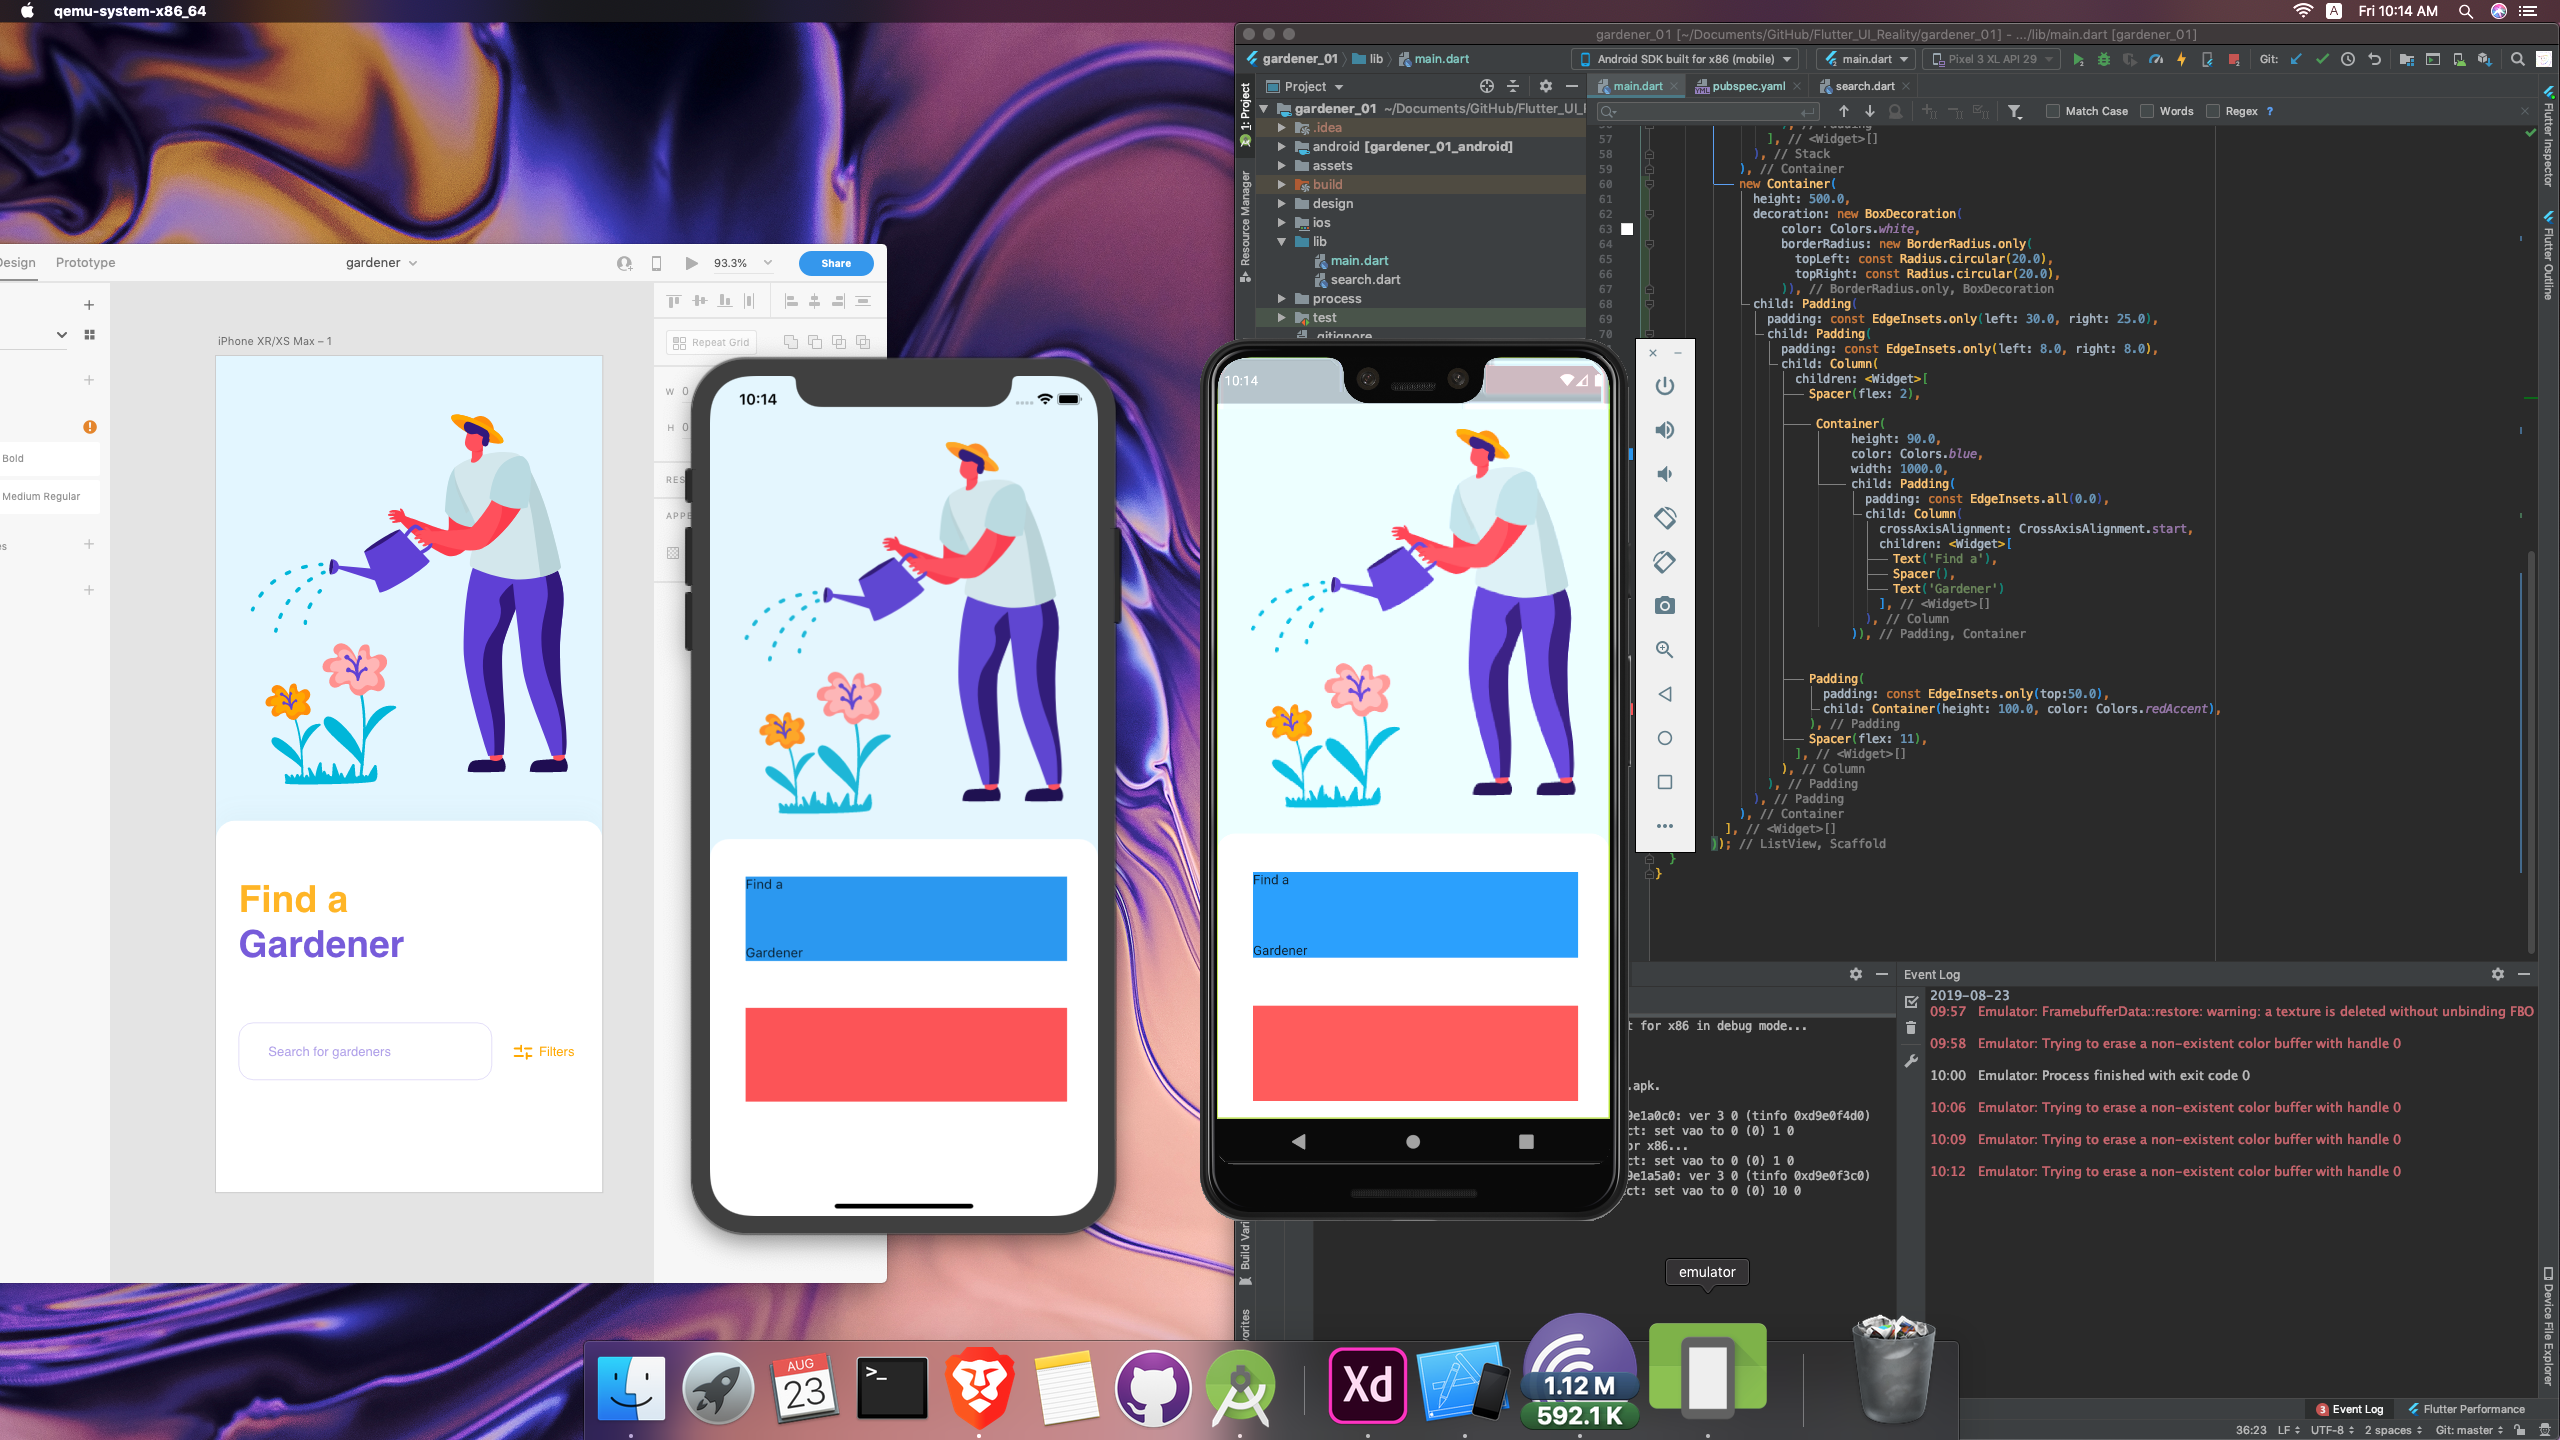 qemu-system-x86_64
Fri 10:14 AM
Design
Prototype
gardener
93.3%
Share
iPhone XR/XS Max – 1
Repeat Grid
W 0
H 0
Bold
Medium Regular
Find a
Gardener
Search for gardeners
Filters
10:14
Find a
Gardener
10:14
Find a
Gardener
gardener_01 [~/Documents/GitHub/Flutter_UI_Reality/gardener_01] - .../lib/main.dart [gardener_01]
gardener_01
lib
main.dart
Android SDK built for x86 (mobile)
main.dart
Pixel 3 XL API 29
Git:
Project
main.dart
pubspec.yaml
search.dart
Match Case
Words
Regex
?
1: Project
Resource Manager
gardener_01 ~/Documents/GitHub/Flutter_UI_
.idea
android [gardener_01_android]
assets
build
design
ios
lib
main.dart
search.dart
process
test
.gitignore
57 ], // <Widget>[]
58 ), // Stack
59 ), // Container
60 new Container(
61 height: 500.0,
62 decoration: new BoxDecoration(
63 color: Colors.white,
64 borderRadius: new BorderRadius.only(
65 topLeft: const Radius.circular(20.0),
66 topRight: const Radius.circular(20.0),
67 )), // BorderRadius.only, BoxDecoration
68 child: Padding(
69 padding: const EdgeInsets.only(left: 30.0, right: 25.0),
70 child: Padding(
padding: const EdgeInsets.only(left: 8.0, right: 8.0),
child: Column(
children: <Widget>[
Spacer(flex: 2),
Container(
height: 90.0,
color: Colors.blue,
width: 1000.0,
child: Padding(
padding: const EdgeInsets.all(0.0),
child: Column(
crossAxisAlignment: CrossAxisAlignment.start,
children: <Widget>[
Text('Find a'),
Spacer(),
Text('Gardener')
], // <Widget>[]
), // Column
)), // Padding, Container
Padding(
padding: const EdgeInsets.only(top:50.0),
child: Container(height: 100.0, color: Colors.redAccent),
), // Padding
Spacer(flex: 11),
], // <Widget>[]
), // Column
), // Padding
), // Padding
), // Container
], // <Widget>[]
)); // ListView, Scaffold
}
}
Flutter Inspector
Flutter Outline
Device File Explorer
t for x86 in debug mode...
.apk.
9e1a0c0: ver 3 0 (tinfo 0xd9e0f4d0)
ct: set vao to 0 (0) 1 0
or x86...
ct: set vao to 0 (0) 1 0
9e1a5a0: ver 3 0 (tinfo 0xd9e0f3c0)
ct: set vao to 0 (0) 10 0
Event Log
2019-08-23
09:57 Emulator: FramebufferData::restore: warning: a texture is deleted without unbinding FBO
09:58 Emulator: Trying to erase a non-existent color buffer with handle 0
10:00 Emulator: Process finished with exit code 0
10:06 Emulator: Trying to erase a non-existent color buffer with handle 0
10:09 Emulator: Trying to erase a non-existent color buffer with handle 0
10:12 Emulator: Trying to erase a non-existent color buffer with handle 0
emulator
AUG
23
Xd
1.12 M
592.1 K
3 Event Log
Flutter Performance
36:23 LF UTF-8 2 spaces Git: master